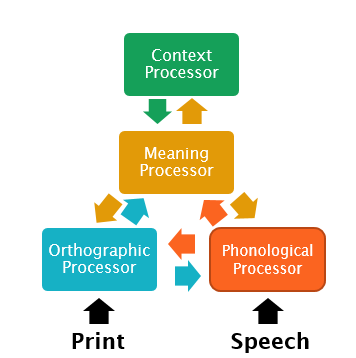 Context
Processor
Meaning
Processor
Orthographic
Processor
Phonological
Processor
Print
Speech